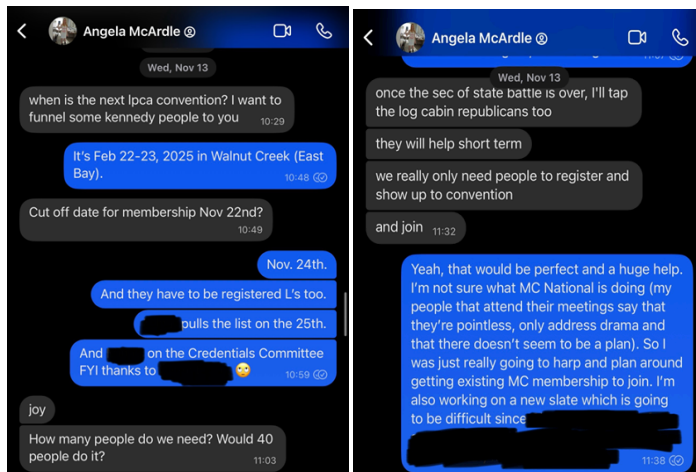 Angela McArdle
Wed, Nov 13
when is the next lpca convention? I want to
funnel some kennedy people to you 10:29
It's Feb 22-23, 2025 in Walnut Creek (East
Bay). 10:48
Cut off date for membership Nov 22nd?
10:49
Nov. 24th.
And they have to be registered L's too.
pulls the list on the 25th.
And on the Credentials Committee
FYI thanks to 🙄 10:59
joy
How many people do we need? Would 40
people do it? 11:03
Angela McArdle
Wed, Nov 13
once the sec of state battle is over, I'll tap
the log cabin republicans too
they will help short term
we really only need people to register and
show up to convention
and join 11:32
Yeah, that would be perfect and a huge help.
I'm not sure what MC National is doing (my
people that attend their meetings say that
they're pointless, only address drama and
that there doesn't seem to be a plan). So I
was just really going to harp and plan around
getting existing MC membership to join. I'm
also working on a new slate which is going
to be difficult since
11:38